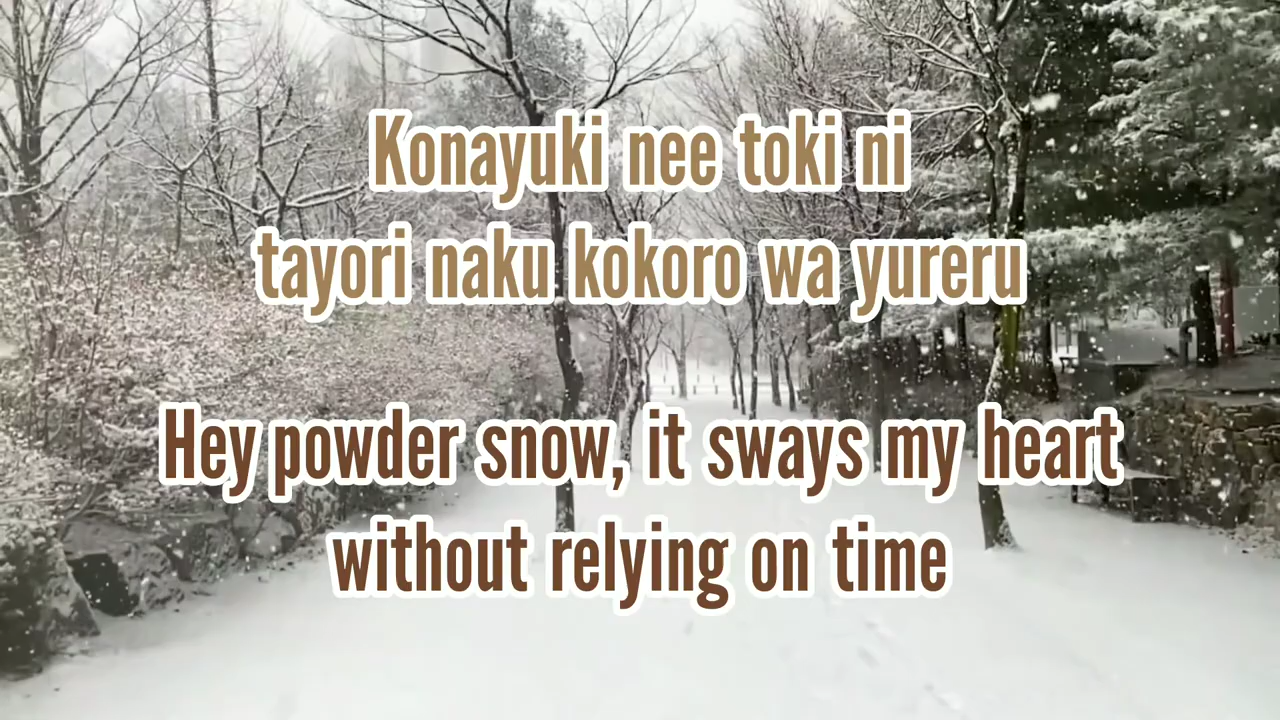 Konayuki nee toki ni
tayori naku kokoro wa yureru
Hey powder snow, it sways my heart
without relying on time